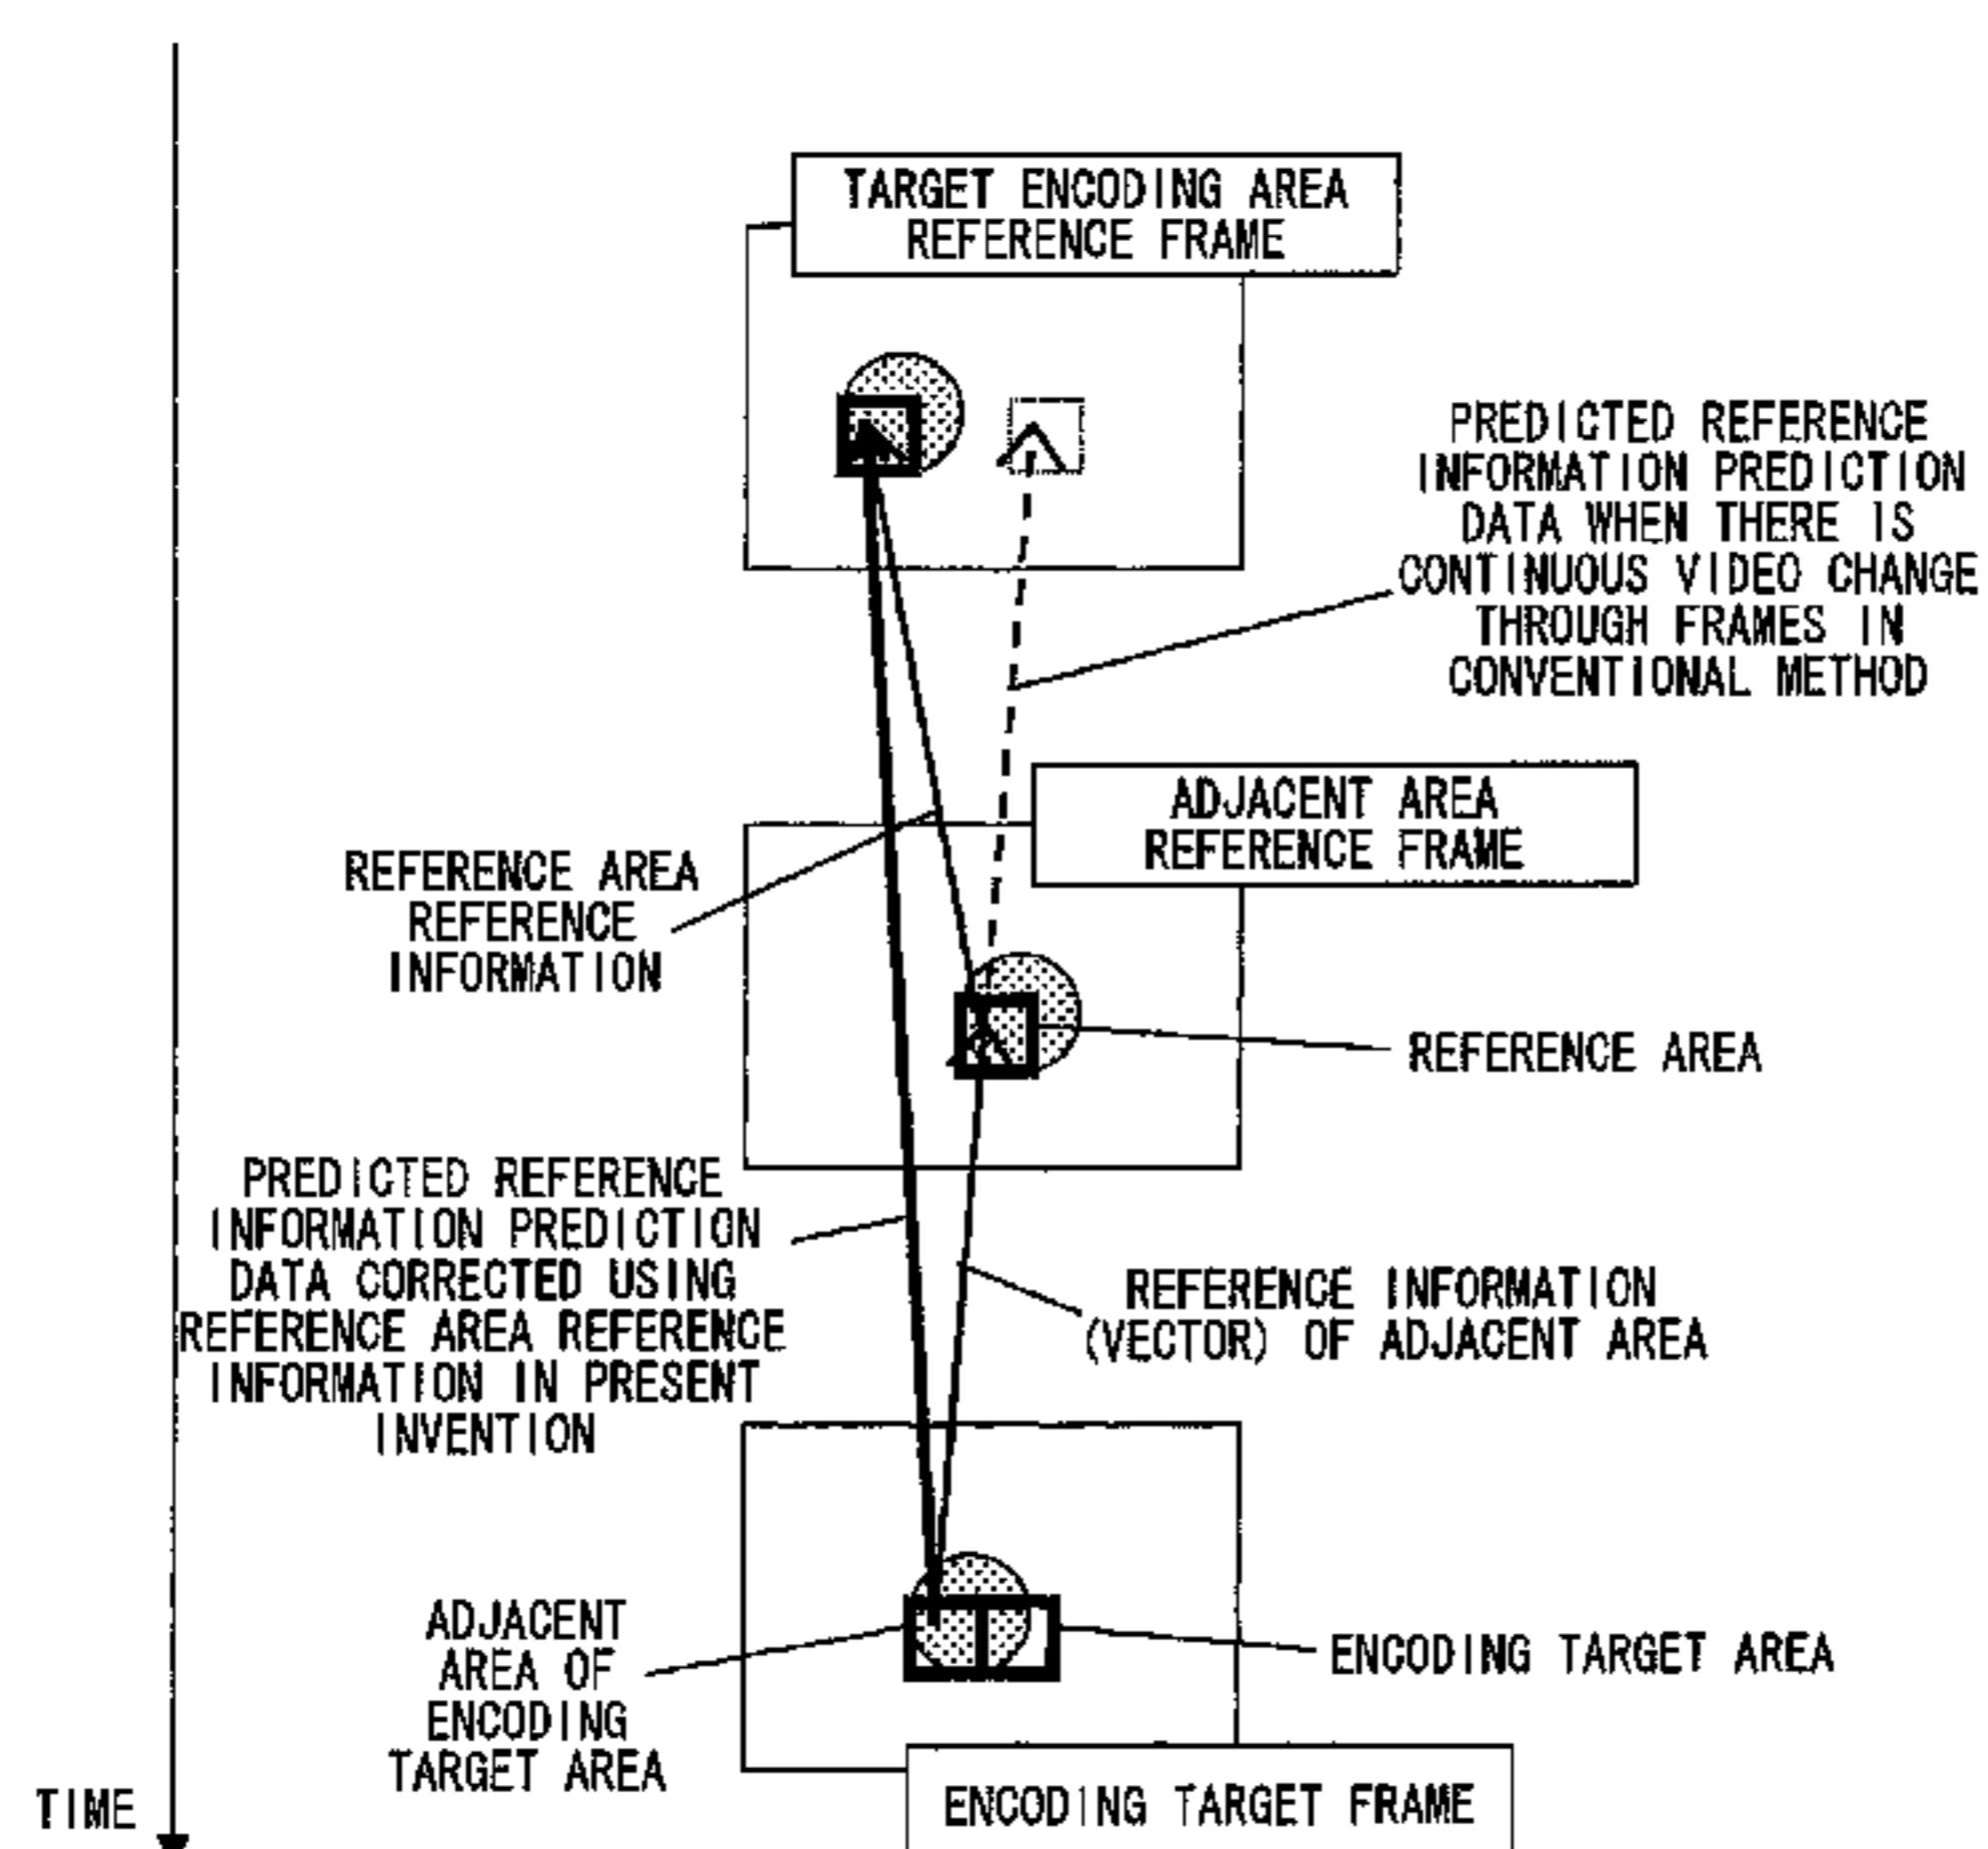 TARGET ENCODING AREA
REFERENCE FRAME
PREDICTED REFERENCE
INFORMATION PREDICTION
DATA WHEN THERE IS
CONTINUOUS VIDEO CHANGE
THROUGH FRAMES IN
CONVENTIONAL METHOD
ADJACENT AREA
REFERENCE FRAME
REFERENCE AREA
REFERENCE
INFORMATION
REFERENCE AREA
PREDICTED REFERENCE
INFORMATION PREDICTION
DATA CORRECTED USING
REFERENCE AREA REFERENCE
INFORMATION IN PRESENT
INVENTION
REFERENCE INFORMATION
(VECTOR) OF ADJACENT AREA
ADJACENT
AREA OF
ENCODING
TARGET AREA
ENCODING TARGET AREA
ENCODING TARGET FRAME
TIME